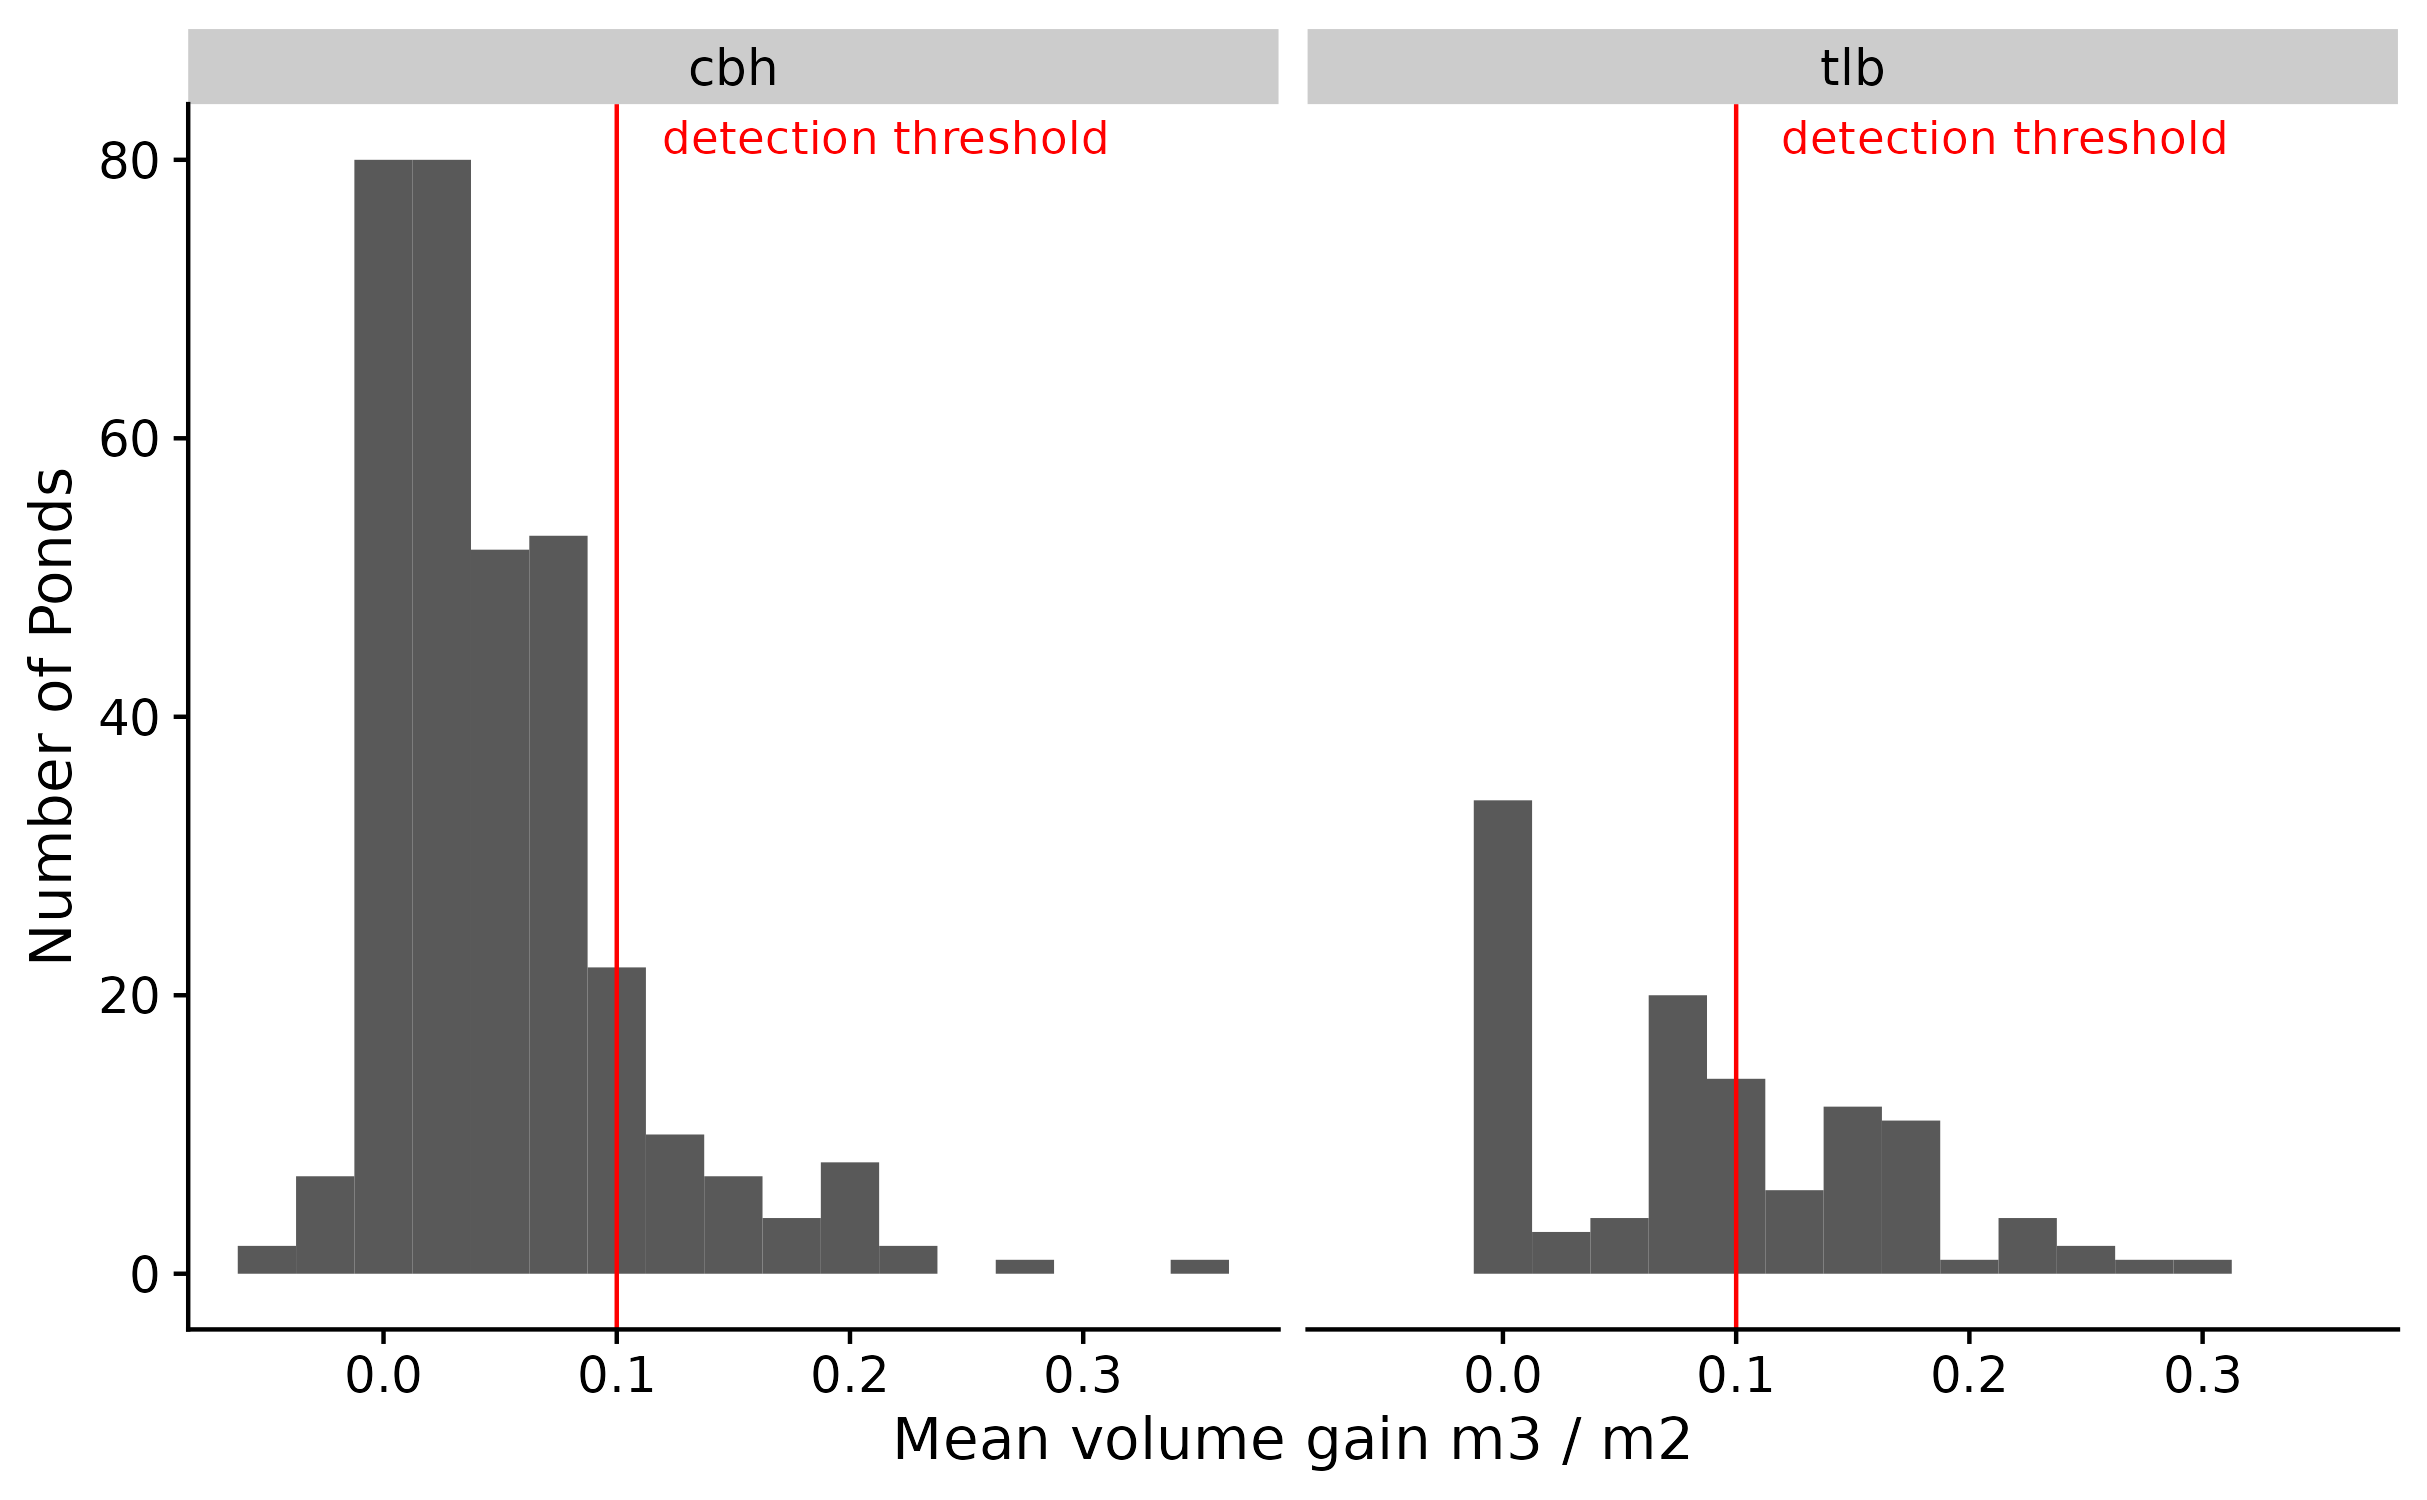 cbh
tlb
detection threshold
detection threshold
80
60
40
20
0
Number of Ponds
0.0 0.1 0.2 0.3
0.0 0.1 0.2 0.3
Mean volume gain m3 / m2